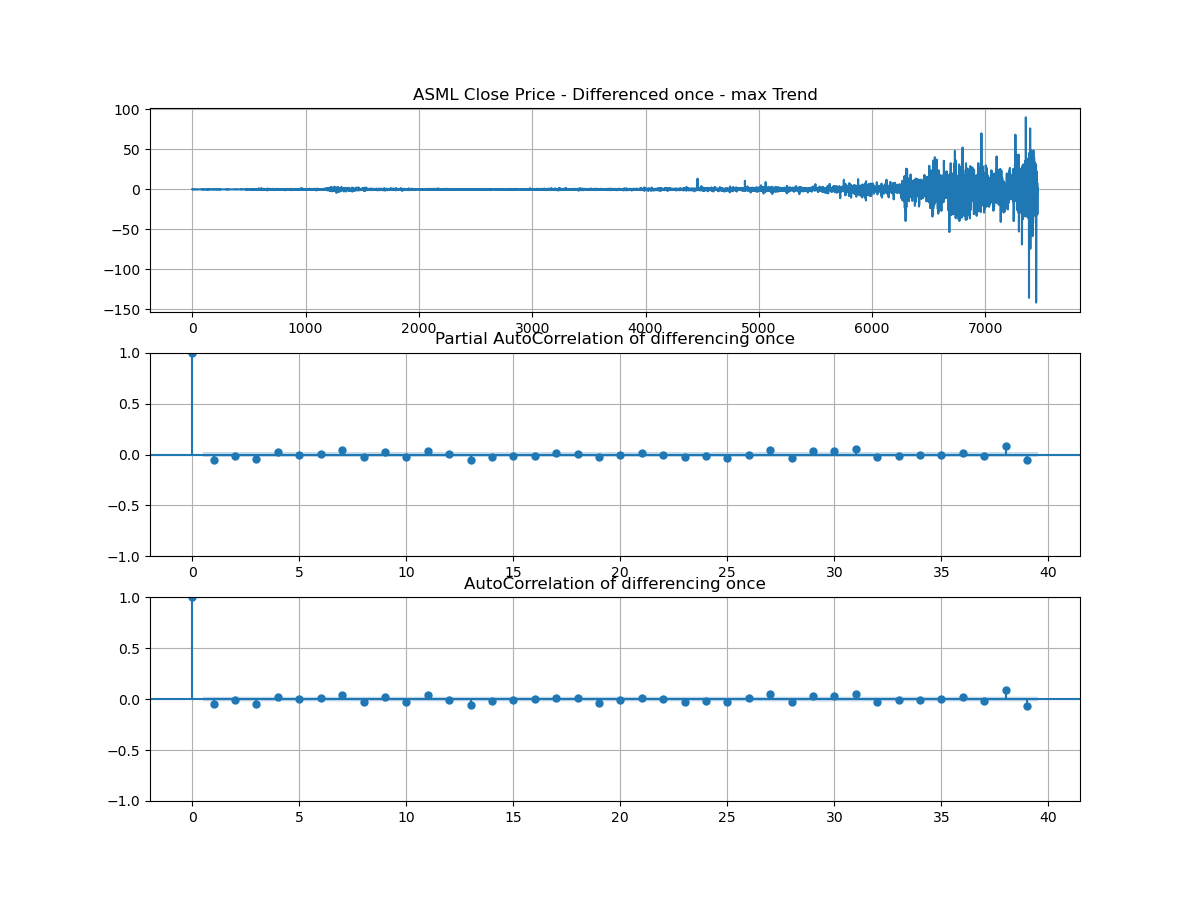 ASML Close Price - Differenced once - max Trend
100
50
0
−50
−100
−150
0 1000 2000 3000 4000 5000 6000 7000
Partial AutoCorrelation of differencing once
1.0
0.5
0.0
−0.5
−1.0
0 5 10 15 20 25 30 35 40
AutoCorrelation of differencing once
1.0
0.5
0.0
−0.5
−1.0
0 5 10 15 20 25 30 35 40